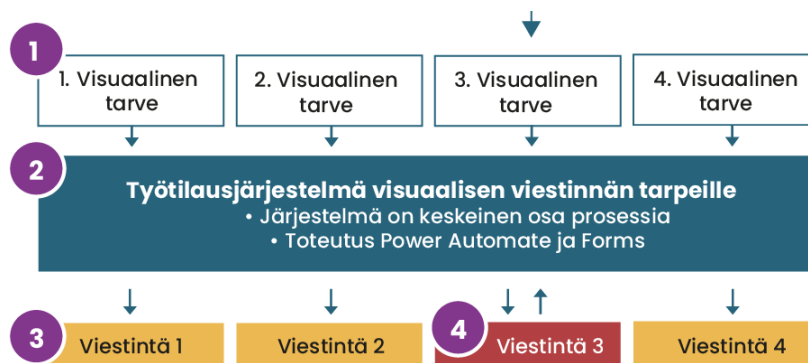 1
1. Visuaalinen
tarve
2. Visuaalinen
tarve
3. Visuaalinen
tarve
4. Visuaalinen
tarve
2
Työtilausjärjestelmä visuaalisen viestinnän tarpeille
• Järjestelmä on keskeinen osa prosessia
• Toteutus Power Automate ja Forms
3
Viestintä 1
Viestintä 2
4
Viestintä 3
Viestintä 4